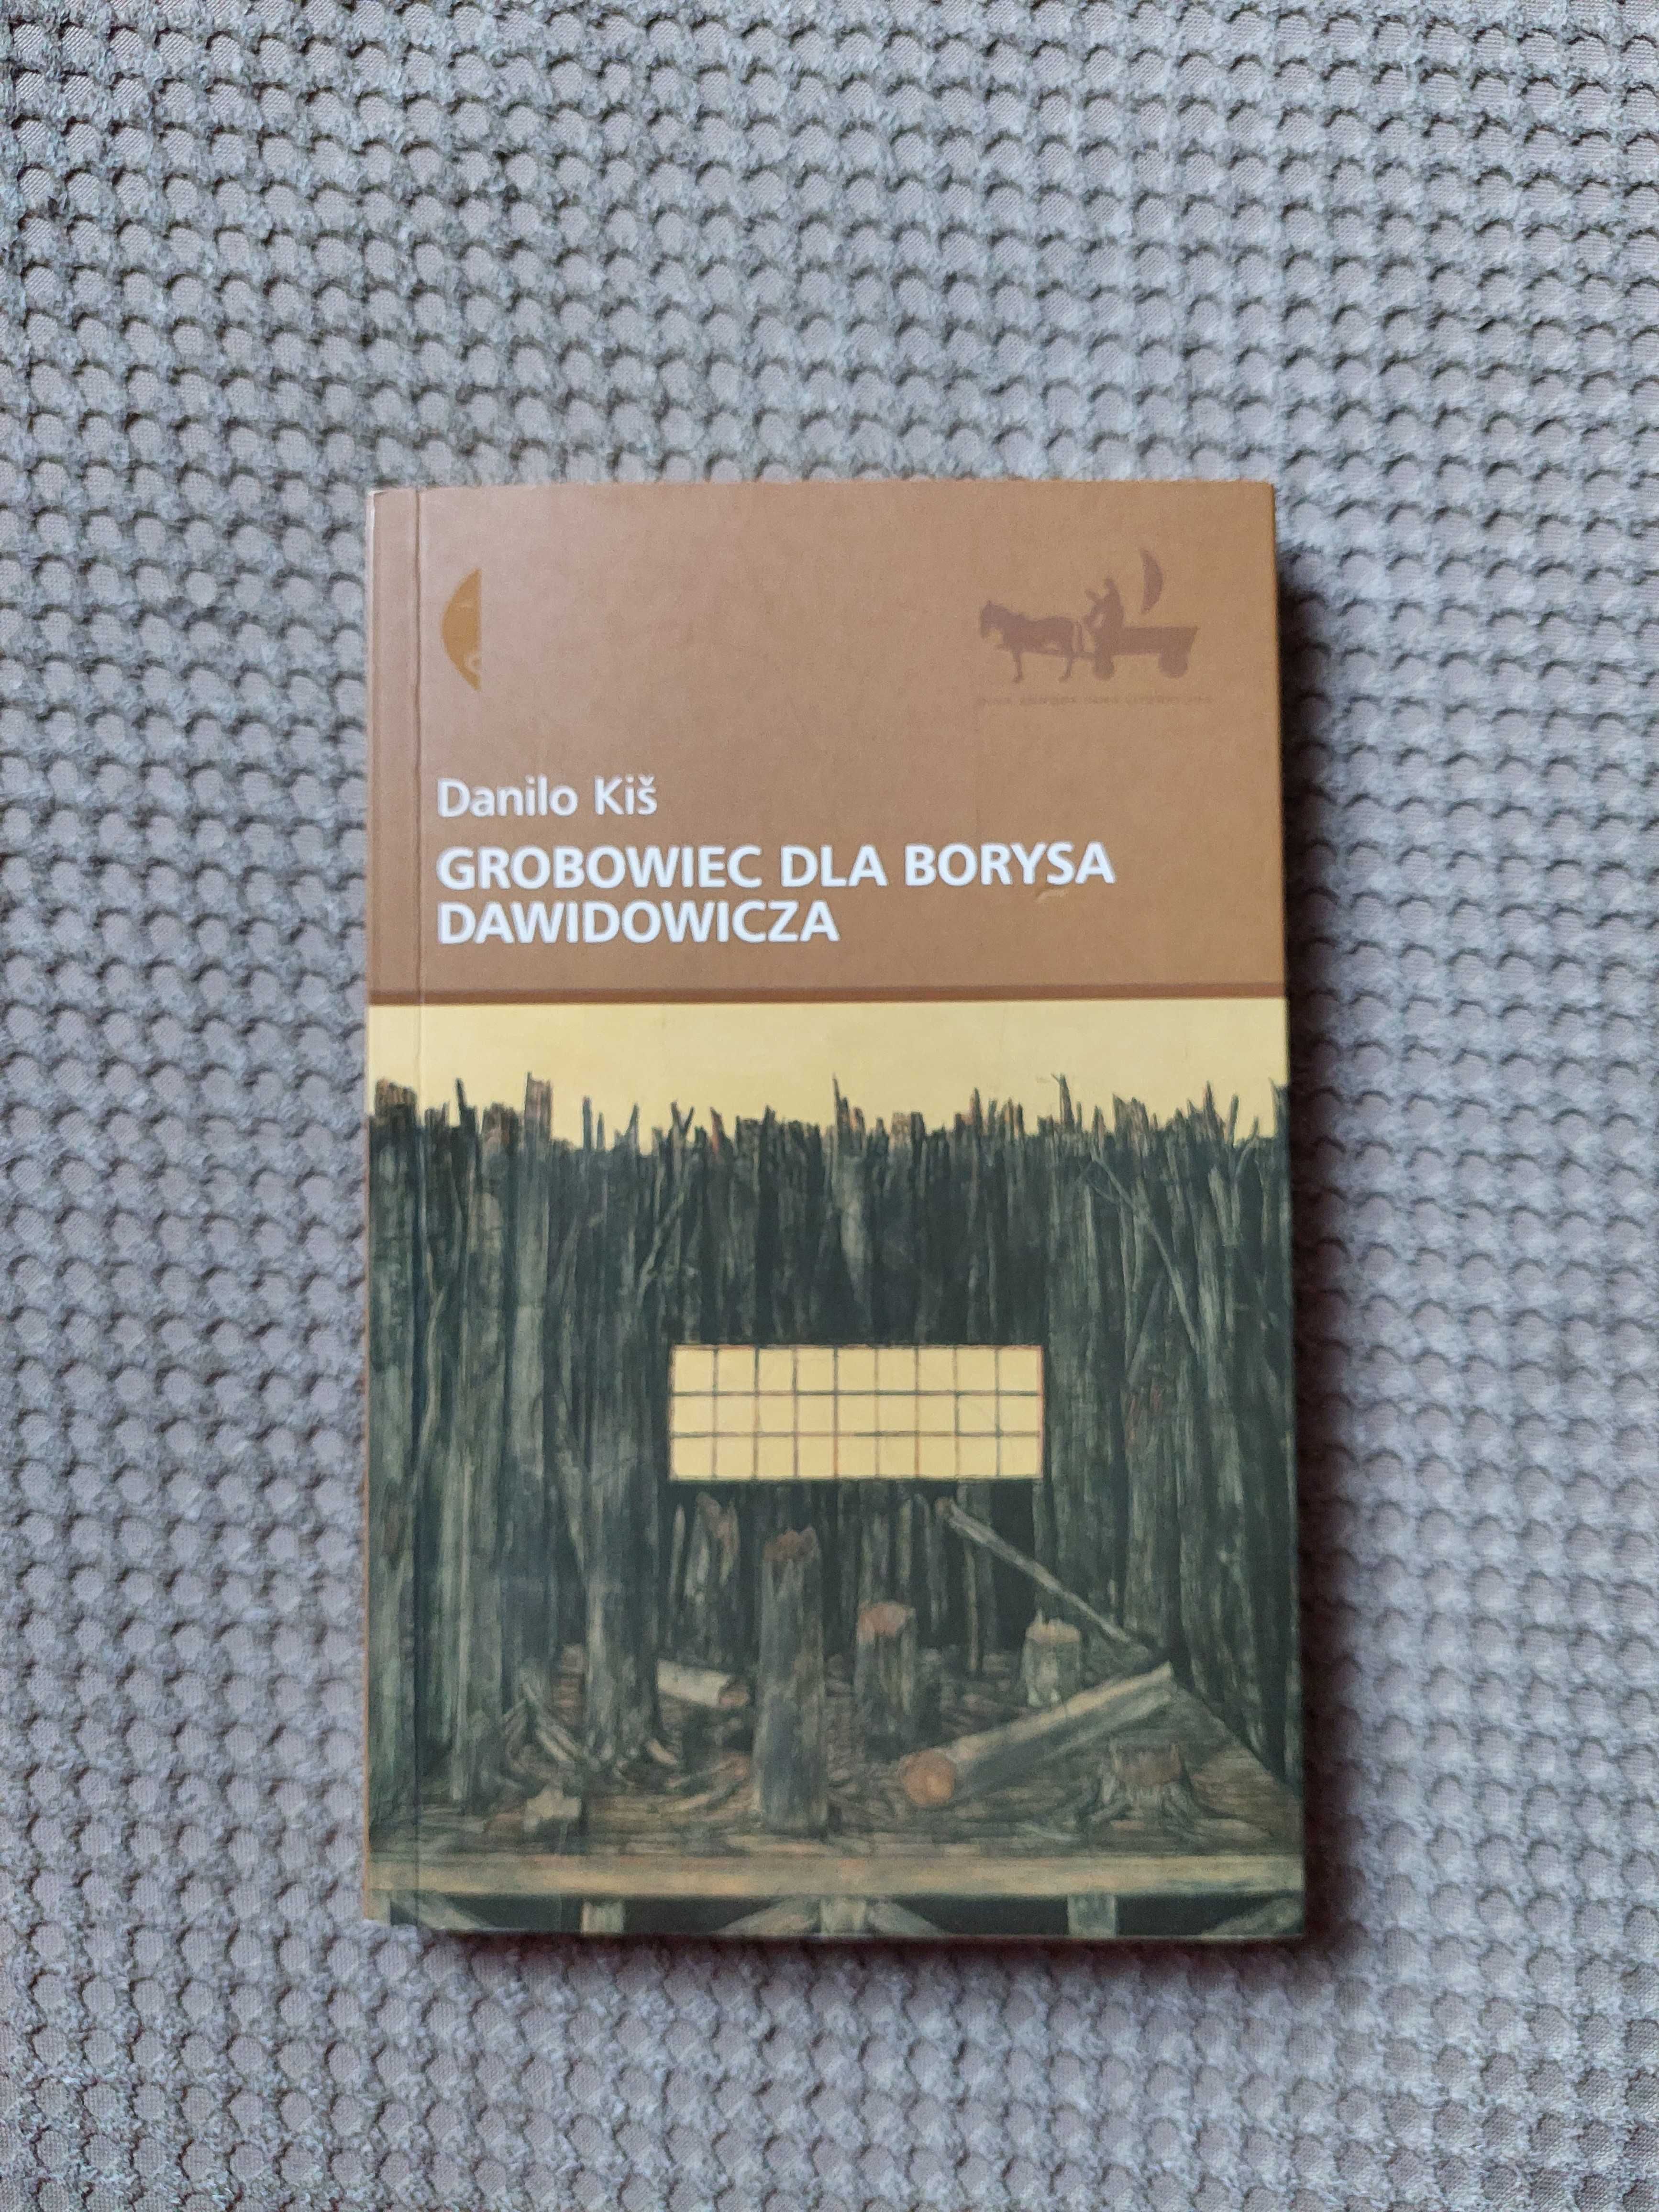 Danilo Kiš
GROBOWIEC DLA BORYSA
DAWIDOWICZA